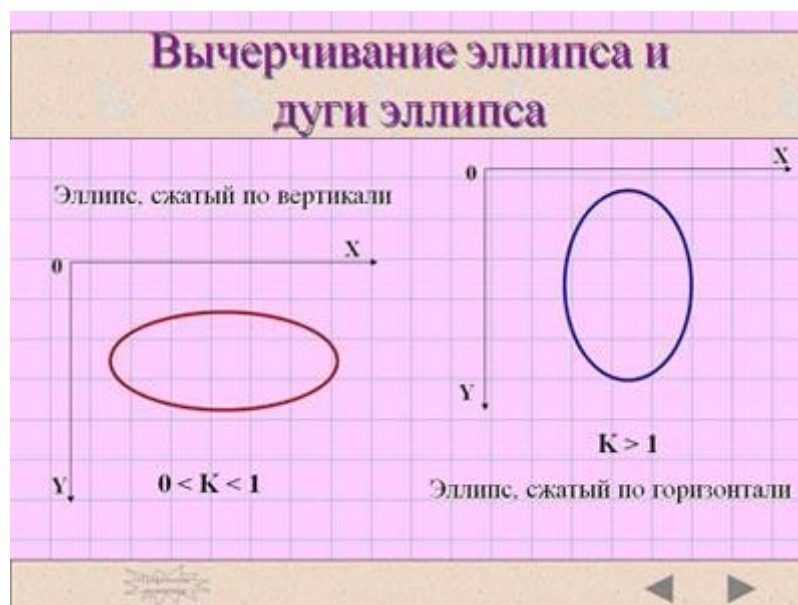 Вычерчивание эллипса и
дуги эллипса
Эллипс, сжатый по вертикали
0
X
Y
0 < K < 1
0
X
Y
K > 1
Эллипс, сжатый по горизонтали